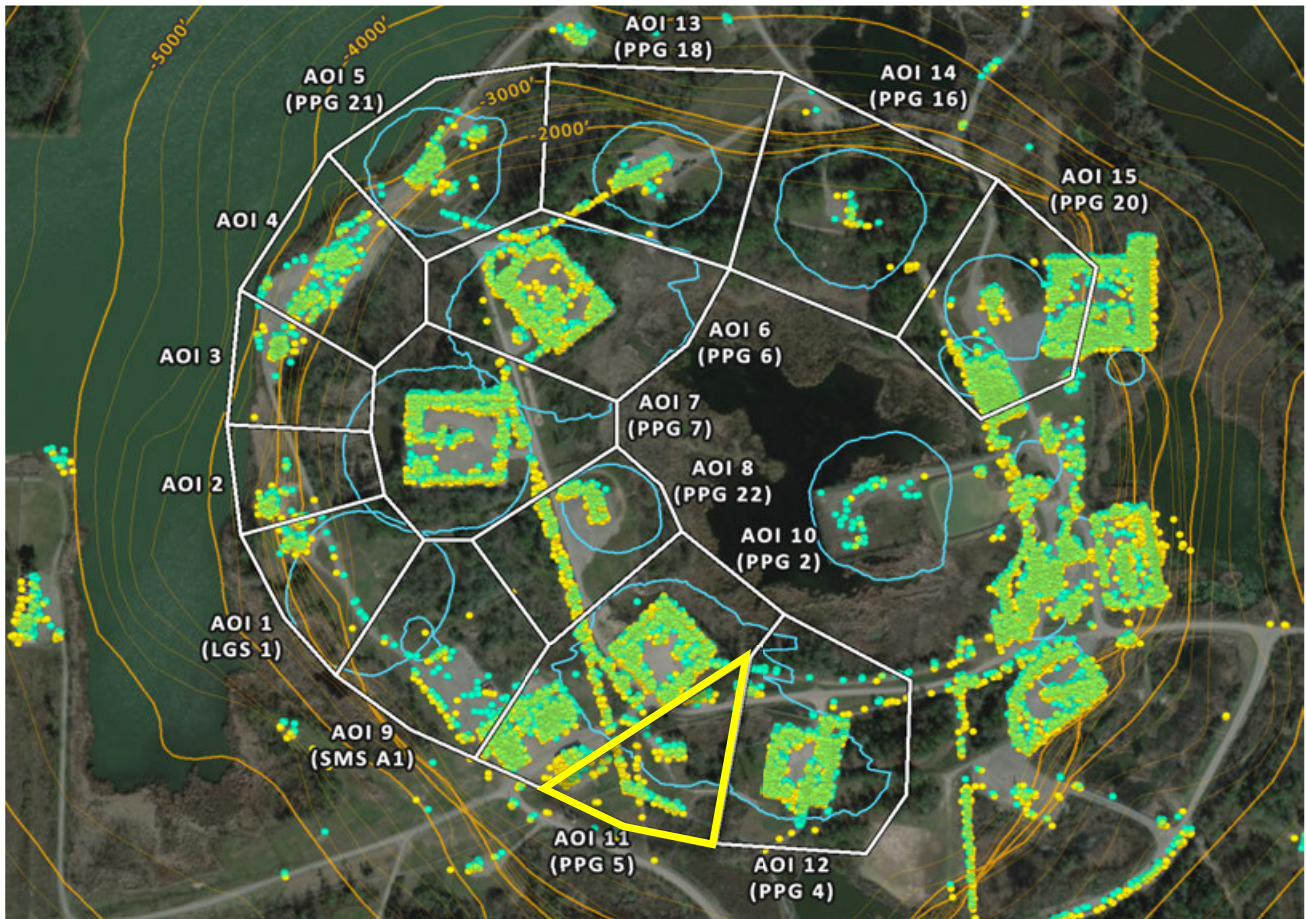 -5000'
-4000'
AOI 13
(PPG 18)
AOI 5
(PPG 21)
-3000'
-2000'
AOI 14
(PPG 16)
AOI 15
(PPG 20)
AOI 4
AOI 3
AOI 6
(PPG 6)
AOI 7
(PPG 7)
AOI 2
AOI 8
(PPG 22)
AOI 10
(PPG 2)
AOI 1
(LGS 1)
AOI 9
(SMS A1)
AOI 11
(PPG 5)
AOI 12
(PPG 4)